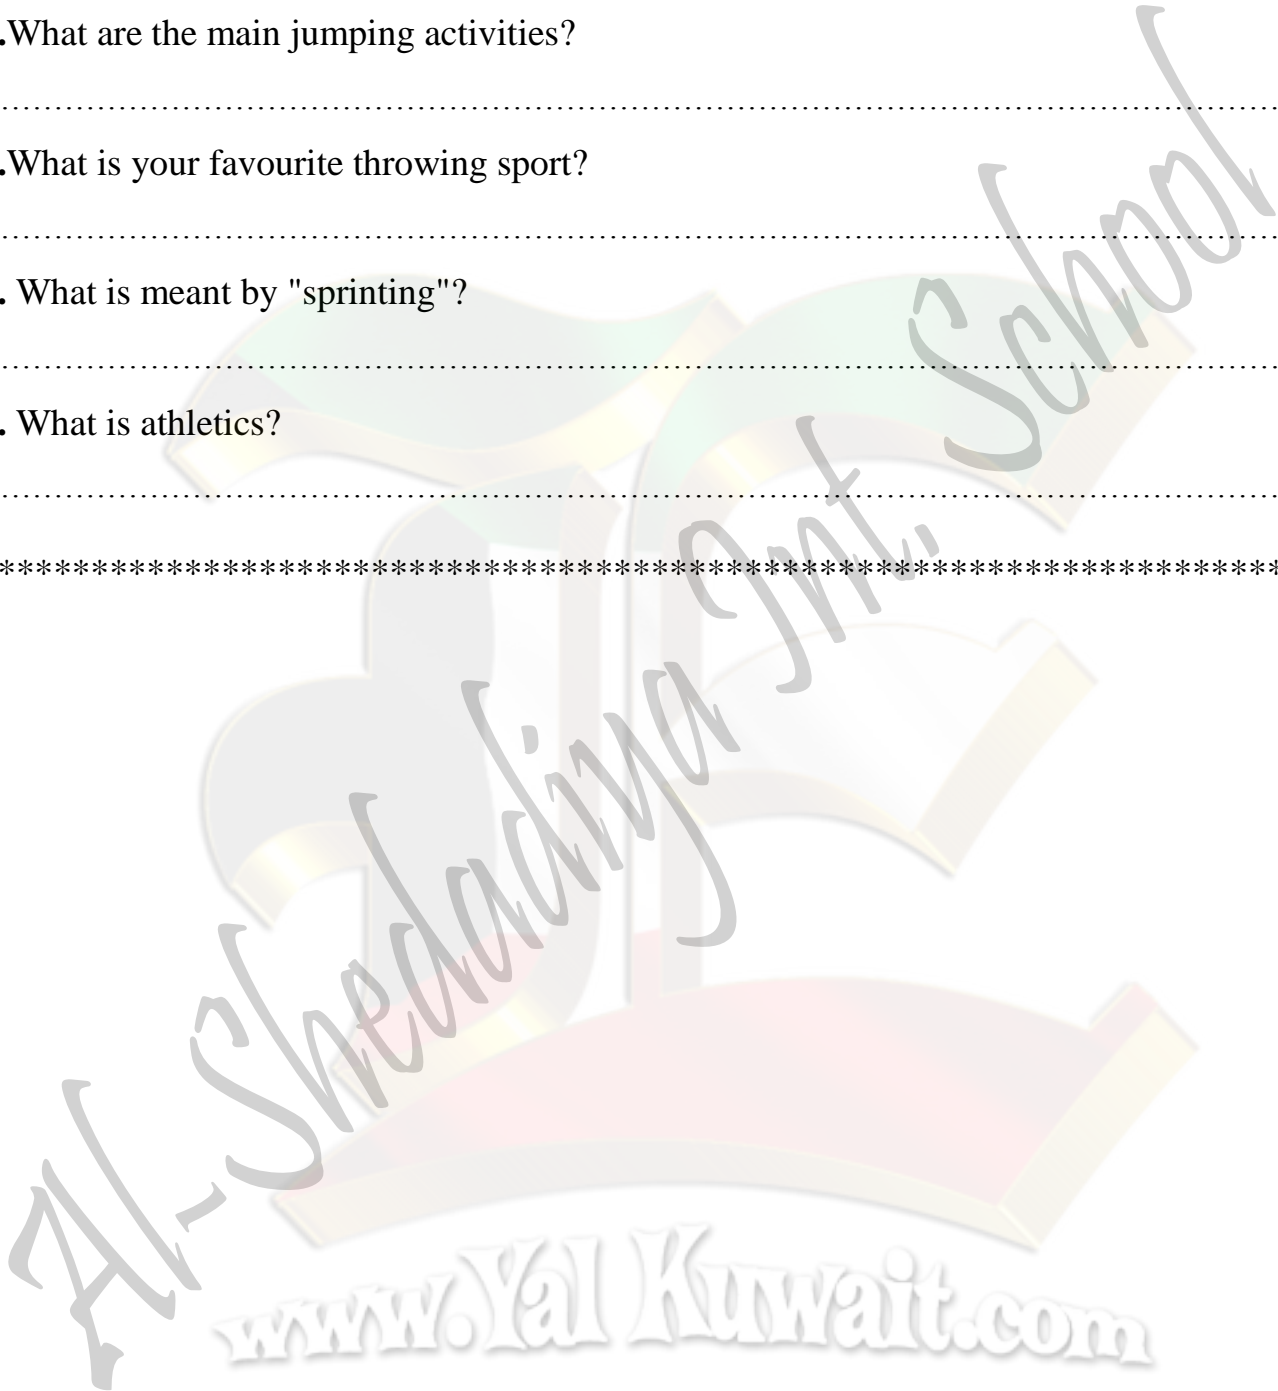 .What are the main jumping activities?
................................................................................................................
.What is your favourite throwing sport?
................................................................................................................
. What is meant by "sprinting"?
................................................................................................................
. What is athletics?
................................................................................................................
*********************************************************************
Al-Shedadiya Int. School
www.Yal Kuwait.com